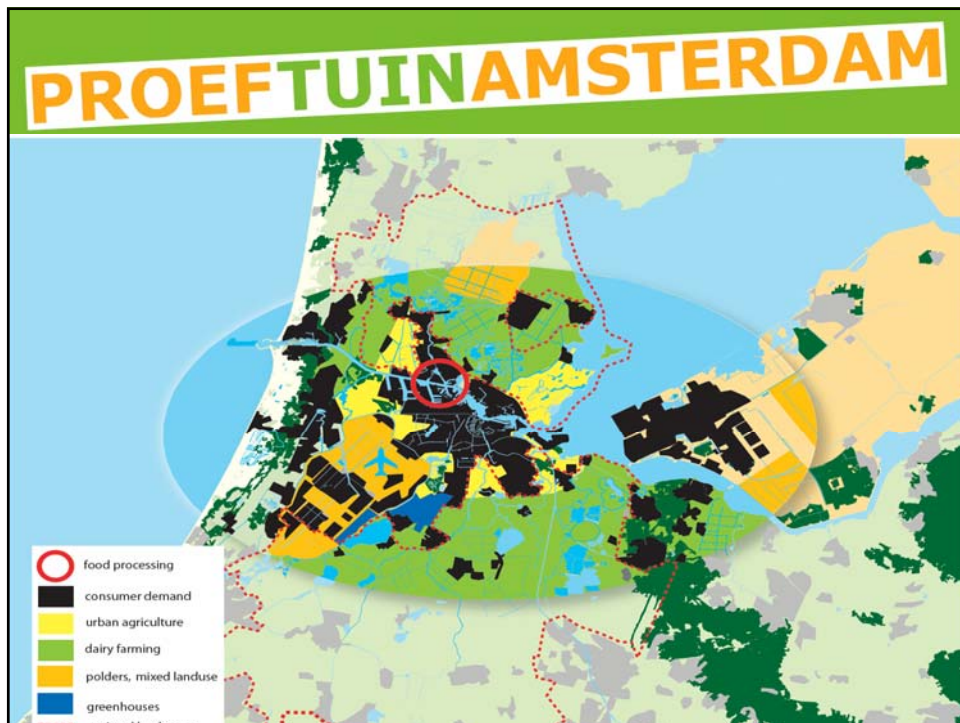 PROEFTUINAMSTERDAM
food processing
consumer demand
urban agriculture
dairy farming
polders, mixed landuse
greenhouses